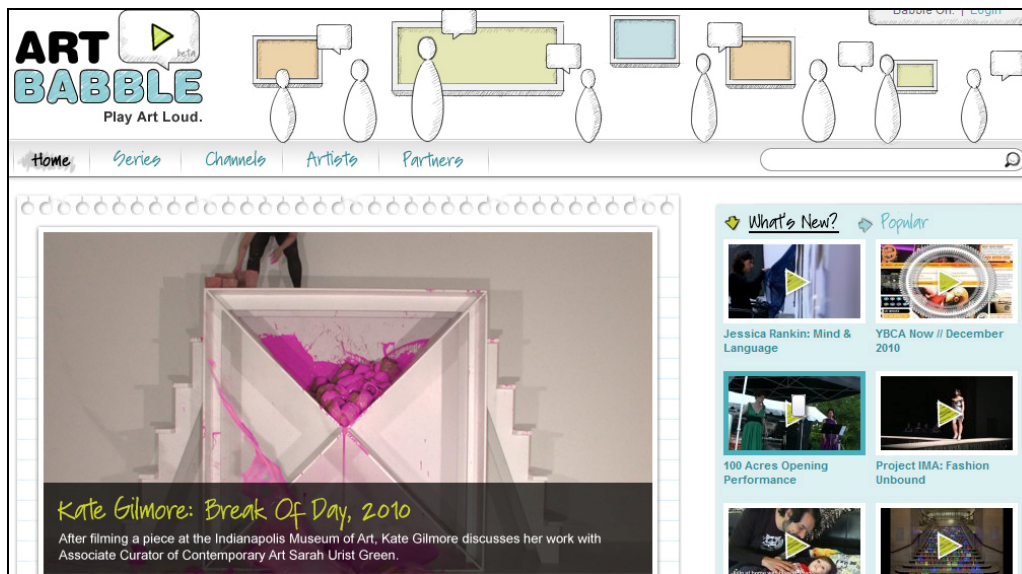 Babble On! | Login
ART
beta
BABBLE
Play Art Loud.
Home
Series
Channels
Artists
Partners
What's New?
Popular
Jessica Rankin: Mind &
Language
YBCA Now // December
2010
100 Acres Opening
Performance
Project IMA: Fashion
Unbound
Kate Gilmore: Break Of Day, 2010
After filming a piece at the Indianapolis Museum of Art, Kate Gilmore discusses her work with
Associate Curator of Contemporary Art Sarah Urist Green.